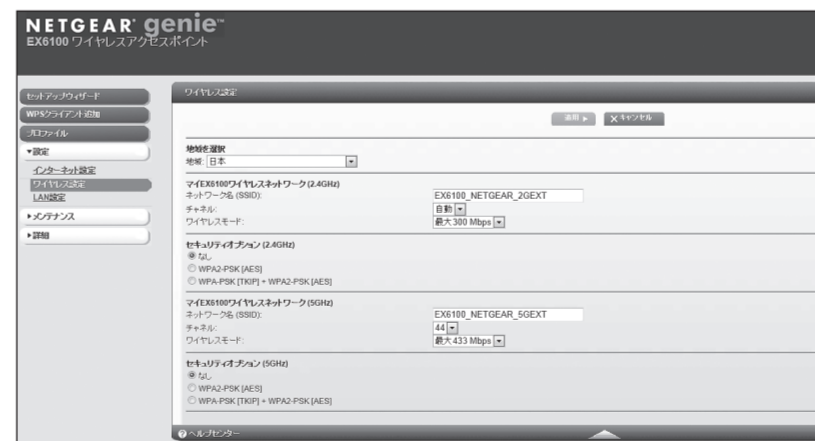 NETGEAR® genie™
EX6100 ワイヤレスアクセスポイント
セットアップウィザード
WPSクライアント追加
プロファイル
▼設定
インターネット設定
ワイヤレス設定
LAN設定
▶メンテナンス
▶詳細
ワイヤレス設定
適用 ▶
X キャンセル
地域を選択
地域: 日本
マイEX6100ワイヤレスネットワーク (2.4GHz)
ネットワーク名 (SSID): EX6100_NETGEAR_2GEXT
チャネル: 自動
ワイヤレスモード: 最大 300 Mbps
セキュリティオプション (2.4GHz)
なし
WPA2-PSK [AES]
WPA-PSK [TKIP] + WPA2-PSK [AES]
マイEX6100ワイヤレスネットワーク (5GHz)
ネットワーク名 (SSID): EX6100_NETGEAR_5GEXT
チャネル: 44
ワイヤレスモード: 最大 433 Mbps
セキュリティオプション (5GHz)
なし
WPA2-PSK [AES]
WPA-PSK [TKIP] + WPA2-PSK [AES]
ヘルプセンター